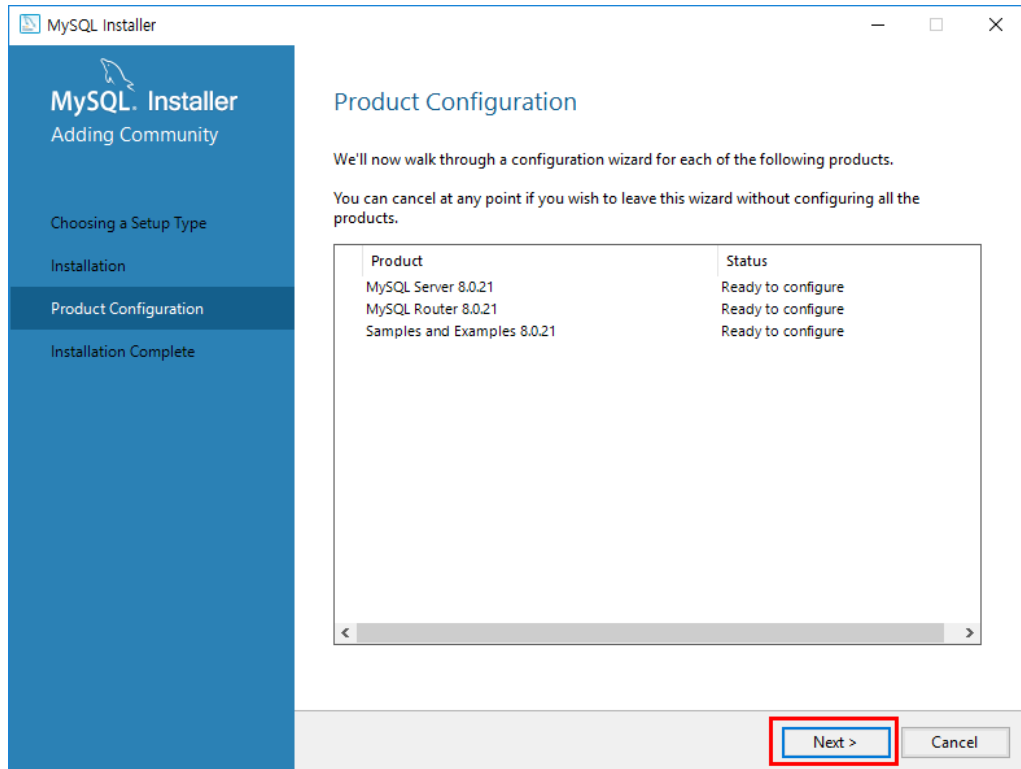 MySQL Installer
MySQL. Installer
Adding Community
Choosing a Setup Type
Installation
Product Configuration
Installation Complete
Product Configuration
We'll now walk through a configuration wizard for each of the following products.
You can cancel at any point if you wish to leave this wizard without configuring all the
products.
Product Status
MySQL Server 8.0.21 Ready to configure
MySQL Router 8.0.21 Ready to configure
Samples and Examples 8.0.21 Ready to configure
Next > Cancel